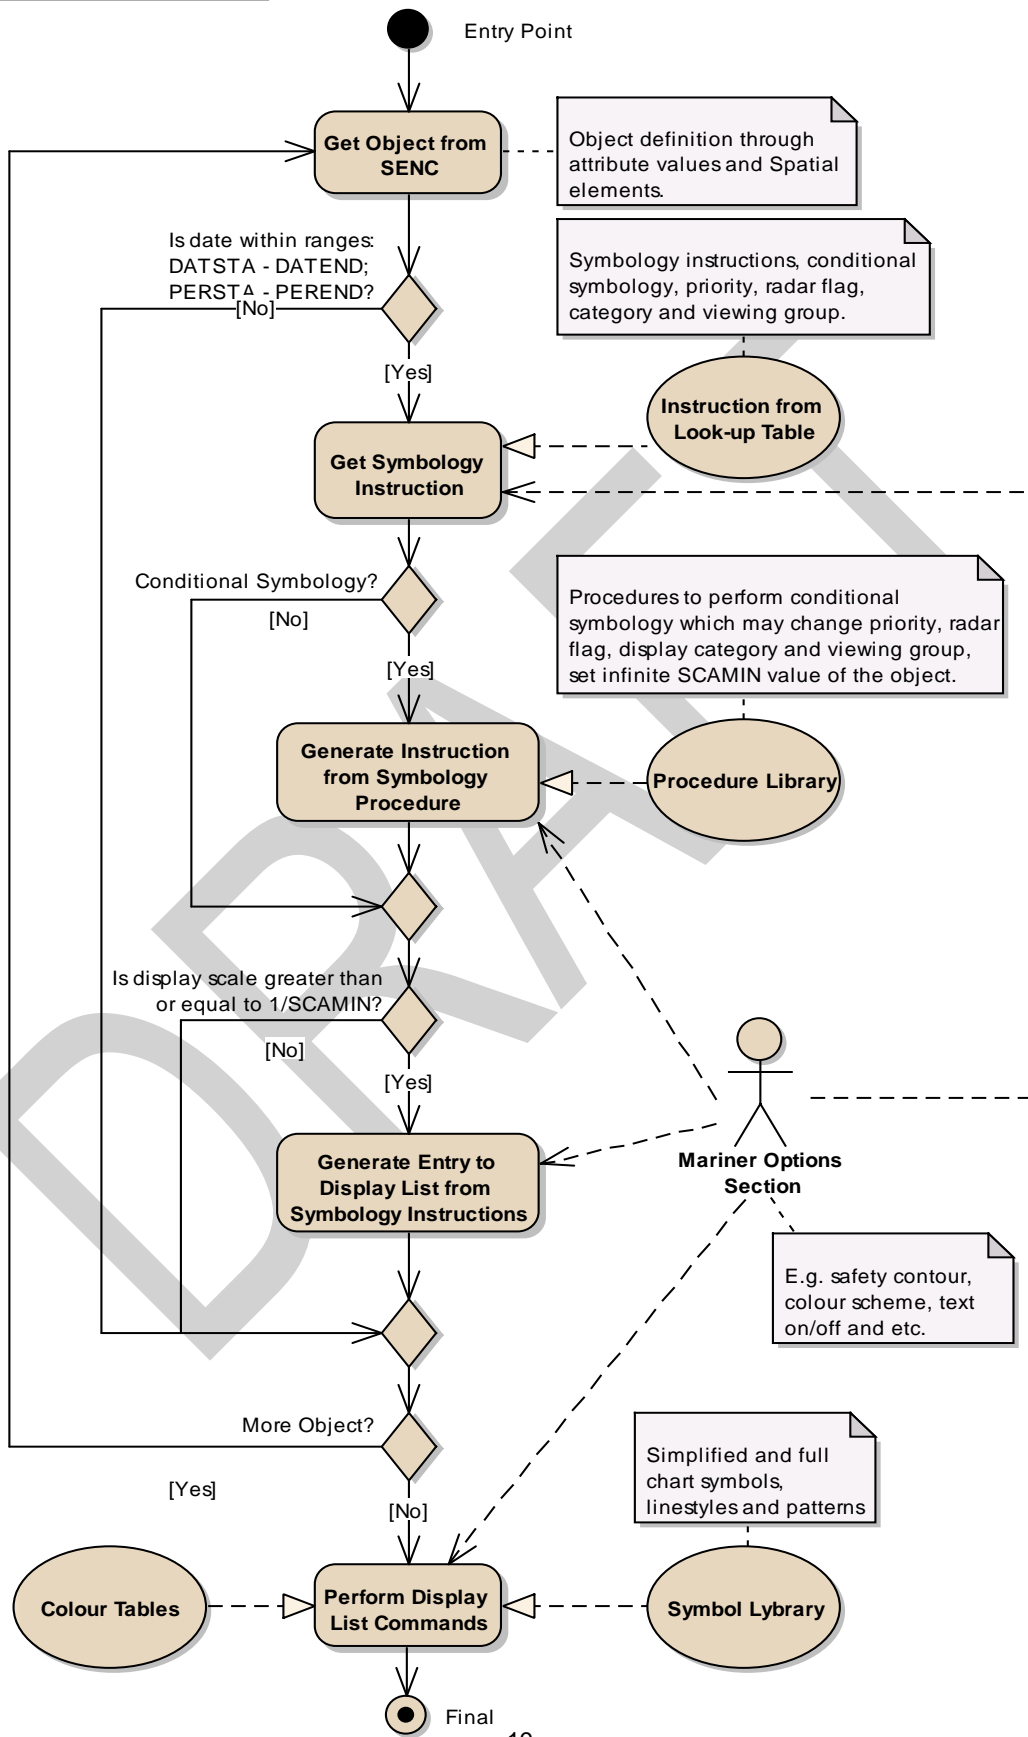 Entry Point
Get Object from
SENC
Object definition through
attribute values and Spatial
elements.
Is date within ranges:
DATSTA - DATEND;
PERSTA - PEREND?
[No]
Symbology instructions, conditional
symbology, priority, radar flag,
category and viewing group.
[Yes]
Instruction from
Look-up Table
Get Symbology
Instruction
Conditional Symbology?
[No]
Procedures to perform conditional
symbology which may change priority, radar
flag, display category and viewing group,
set infinite SCAMIN value of the object.
[Yes]
Generate Instruction
from Symbology
Procedure
Procedure Library
Is display scale greater than
or equal to 1/SCAMIN?
[No]
[Yes]
Generate Entry to
Display List from
Symbology Instructions
Mariner Options
Section
E.g. safety contour,
colour scheme, text
on/off and etc.
More Object?
[Yes]
[No]
Simplified and full
chart symbols,
linestyles and patterns
Colour Tables
Perform Display
List Commands
Symbol Lybrary
Final
DRAFT